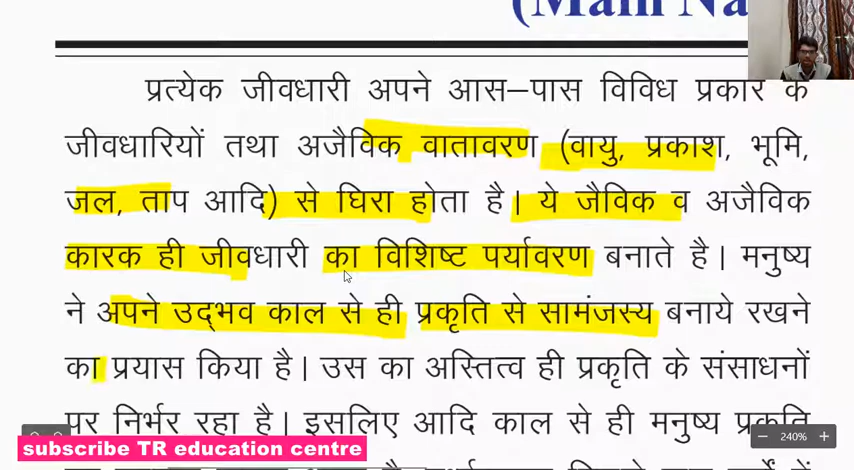 (Main Na
प्रत्येक जीवधारी अपने आस–पास विविध प्रकार के
जीवधारियों तथा अजैविक वातावरण (वायु, प्रकाश, भूमि,
जल, ताप आदि) से घिरा होता है। ये जैविक व अजैविक
कारक ही जीवधारी का विशिष्ट पर्यावरण बनाते है। मनुष्य
ने अपने उद्भव काल से ही प्रकृति से सामंजस्य बनाये रखने
का प्रयास किया है। उस का अस्तित्व ही प्रकृति के संसाधनों
पर निर्भर रहा है। इसलिए आदि काल से ही मनुष्य प्रकृति
subscribe TR education centre
240%